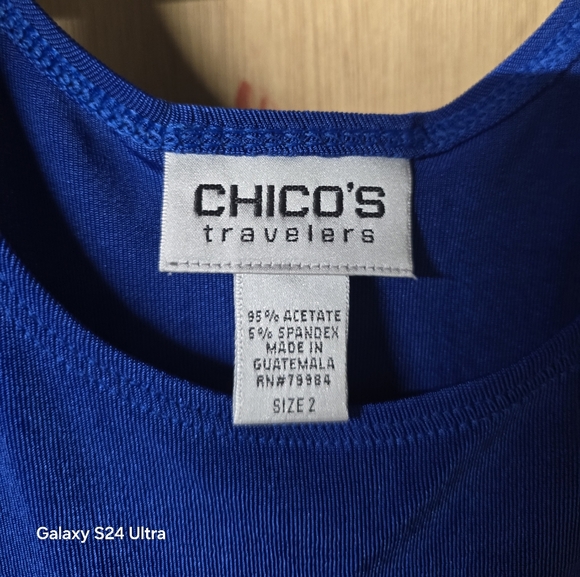 CHICO'S
travelers
95% ACETATE
5% SPANDEX
MADE IN
GUATEMALA
RN#79984
SIZE 2
Galaxy S24 Ultra